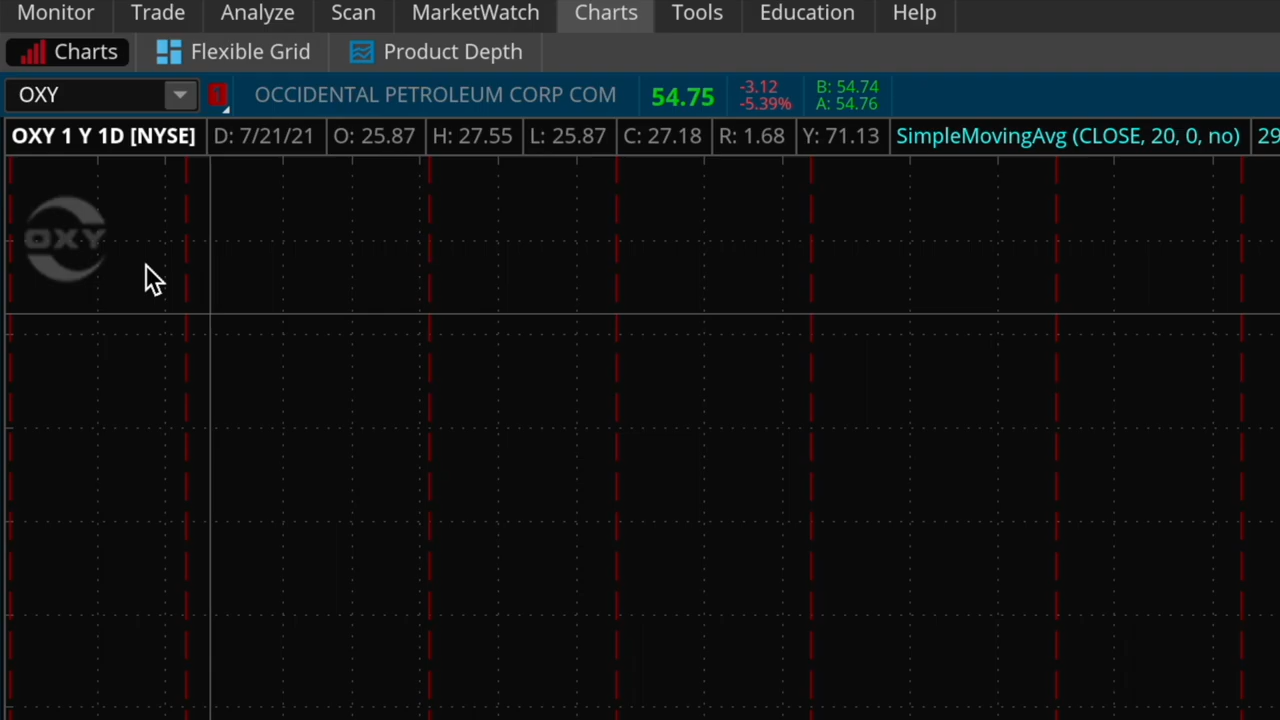 Monitor Trade Analyze Scan MarketWatch Charts Tools Education Help
Charts Flexible Grid Product Depth
OXY 1 OCCIDENTAL PETROLEUM CORP COM 54.75 -3.12 B: 54.74
-5.39% A: 54.76
OXY 1 Y 1D [NYSE] D: 7/21/21 O: 25.87 H: 27.55 L: 25.87 C: 27.18 R: 1.68 Y: 71.13 SimpleMovingAvg (CLOSE, 20, 0, no) 29
OXY